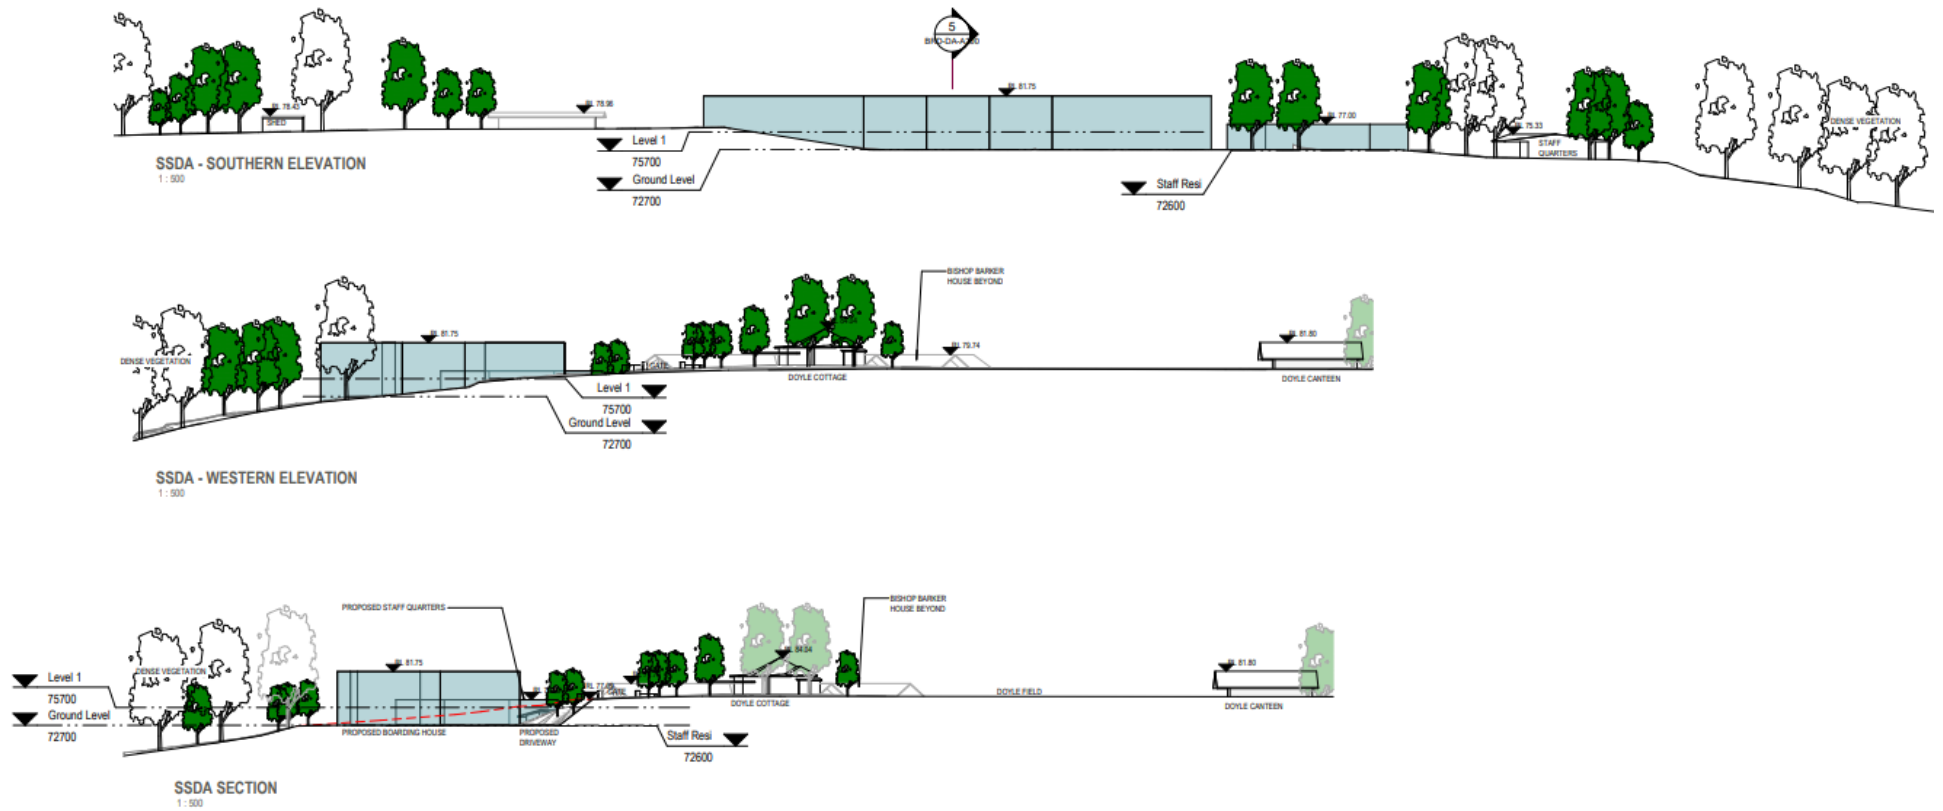 5
RL 81.75
RL 78.43
SHED
RL 78.98
RL 77.00
RL 75.33
STAFF
QUARTERS
DENSE VEGETATION
Level 1
75700
Ground Level
72700
Staff Resi
72600
SSDA - SOUTHERN ELEVATION
1 : 500
BISHOP BARKER
HOUSE BEYOND
RL 81.75
RL 79.74
RL 81.80
DENSE VEGETATION
GATE
DOYLE COTTAGE
DOYLE CANTEEN
Level 1
75700
Ground Level
72700
SSDA - WESTERN ELEVATION
1 : 500
PROPOSED STAFF QUARTERS
BISHOP BARKER
HOUSE BEYOND
RL 84.04
RL 81.75
RL 81.80
DENSE VEGETATION
Level 1
75700
GATE
DOYLE FIELD
DOYLE COTTAGE
DOYLE CANTEEN
Ground Level
72700
PROPOSED BOARDING HOUSE
PROPOSED
DRIVEWAY
Staff Resi
72600
SSDA SECTION
1 : 500